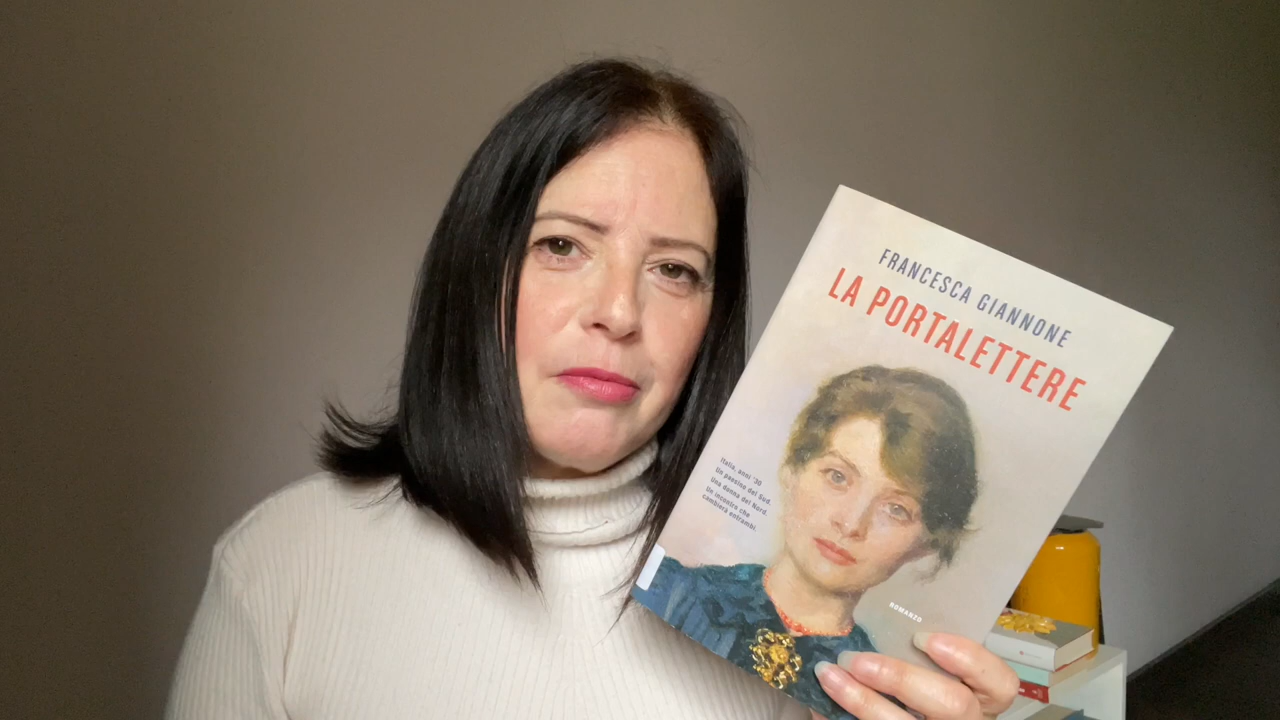 FRANCESCA GIANNONE
LA PORTALETTERE
Italia, anni '30
Un paesino del Sud.
Una donna del Nord.
Un incontro che
cambierà entrambi.
ROMANZO